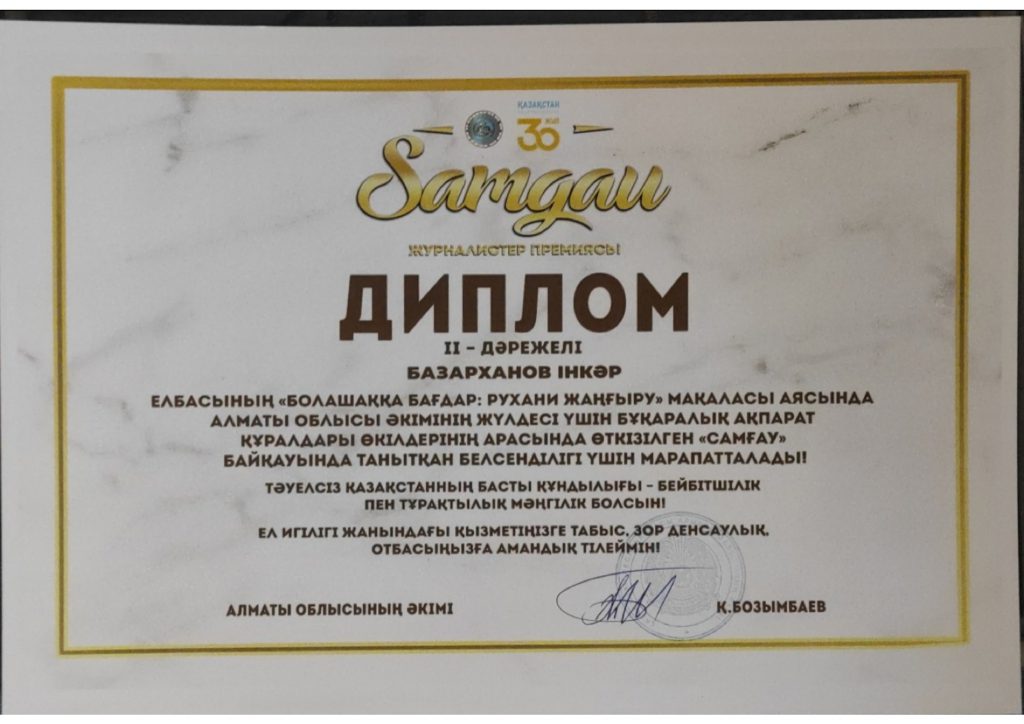 ҚАЗАҚСТАН
30 ЖЫЛ
Samgau
ЖУРНАЛИСТЕР ПРЕМИЯСЫ
ДИПЛОМ
II – ДӘРЕЖЕЛІ
БАЗАРХАНОВ ІНКӘР
ЕЛБАСЫНЫҢ «БОЛАШАҚҚА БАҒДАР: РУХАНИ ЖАҢҒЫРУ» МАҚАЛАСЫ АЯСЫНДА
АЛМАТЫ ОБЛЫСЫ ӘКІМІНІҢ ЖҮЛДЕСІ ҮШІН БҰҚАРАЛЫҚ АҚПАРАТ
ҚҰРАЛДАРЫ ӨКІЛДЕРІНІҢ АРАСЫНДА ӨТКІЗІЛГЕН «САМҒАУ»
БАЙҚАУЫНДА ТАНЫТҚАН БЕЛСЕНДІЛІГІ ҮШІН МАРАПАТТАЛАДЫ!
ТӘУЕЛСІЗ ҚАЗАҚСТАННЫҢ БАСТЫ ҚҰНДЫЛЫҒЫ – БЕЙБІТШІЛІК
ПЕН ТҰРАҚТЫЛЫҚ МӘҢГІЛІК БОЛСЫН!
ЕЛ ИГІЛІГІ ЖАНЫНДАҒЫ ҚЫЗМЕТІҢІЗГЕ ТАБЫС, ЗОР ДЕНСАУЛЫҚ,
ОТБАСЫҢЫЗҒА АМАНДЫҚ ТІЛЕЙМІН!
АЛМАТЫ ОБЛЫСЫНЫҢ ӘКІМІ
Қ.БОЗЫМБАЕВ